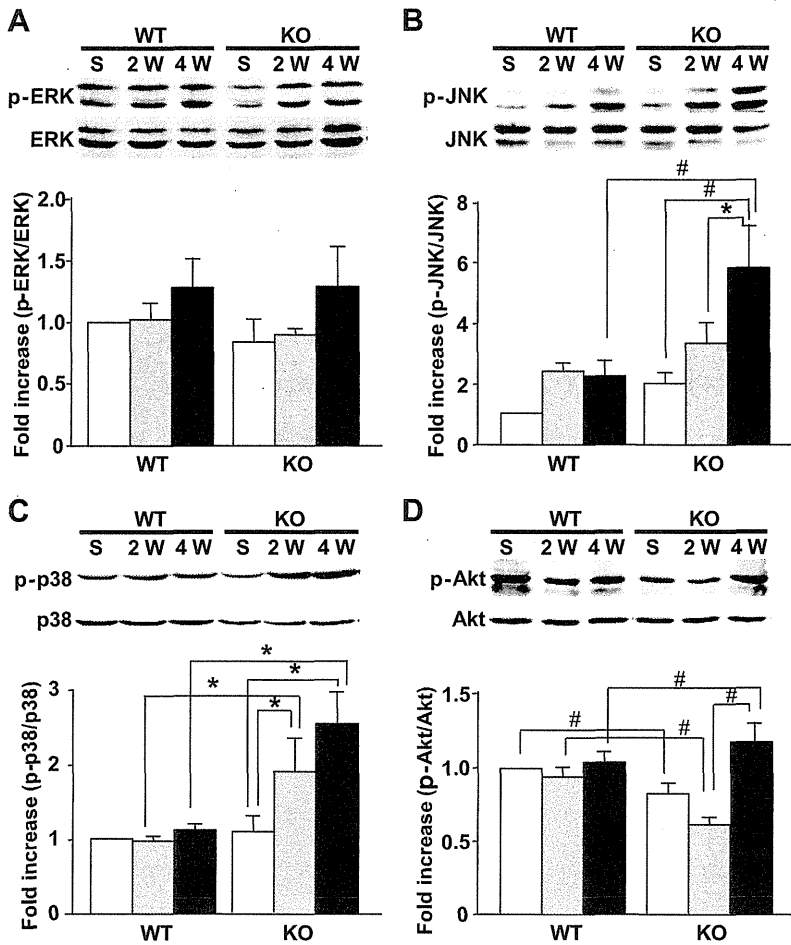 A
WT KO
S 2 W 4 W S 2 W 4 W
p-ERK
ERK
Fold increase (p-ERK/ERK)
2.0
1.5
1.0
0.5
0
WT KO
B
WT KO
S 2 W 4 W S 2 W 4 W
p-JNK
JNK
Fold increase (p-JNK/JNK)
8
6
4
2
0
# # *
WT KO
C
WT KO
S 2 W 4 W S 2 W 4 W
p-p38
p38
Fold increase (p-p38/p38)
3
2
1
0
* * * *
WT KO
D
WT KO
S 2 W 4 W S 2 W 4 W
p-Akt
Akt
Fold increase (p-Akt/Akt)
1.5
1.0
0.5
0
# # # #
WT KO